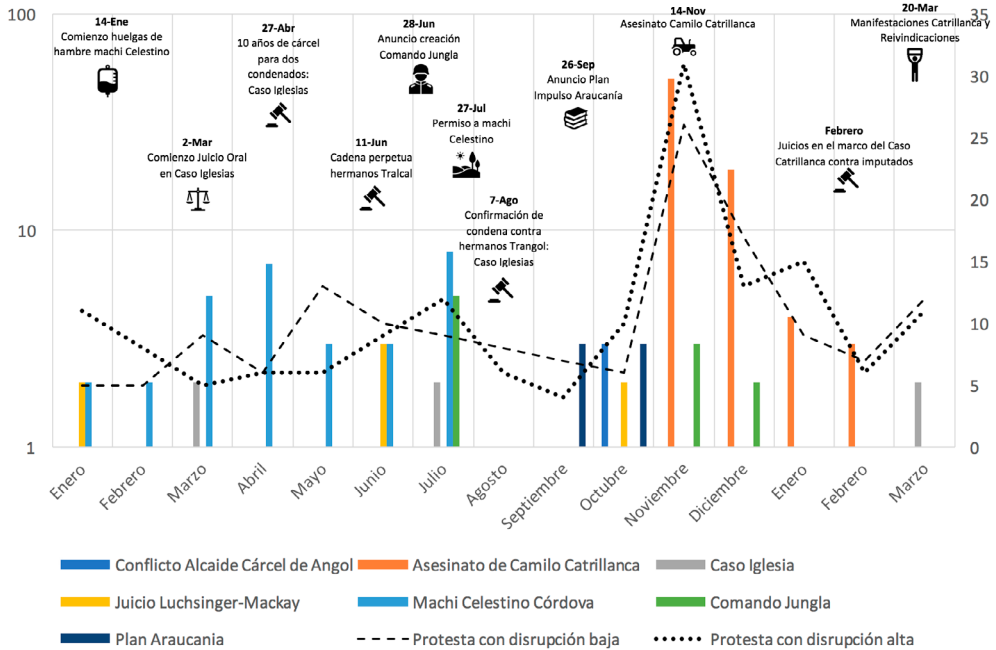 100
35
30
25
20
15
10
5
0
10
1
14-Ene
Comienzo huelgas de
hambre machi Celestino
27-Abr
10 años de cárcel
para dos
condenados:
Caso Iglesias
28-Jun
Anuncio creación
Comando Jungla
14-Nov
Asesinato Camilo Catrillanca
20-Mar
Manifestaciones Catrillanca y
Reivindicaciones
26-Sep
Anuncio Plan
Impulso Araucanía
2-Mar
Comienzo Juicio Oral
en Caso Iglesias
11-Jun
Cadena perpetua
hermanos Tralcal
27-Jul
Permiso a machi
Celestino
Febrero
Juicios en el marco del Caso
Catrillanca contra imputados
7-Ago
Confirmación de
condena contra
hermanos Trangol:
Caso Iglesias
Enero
Febrero
Marzo
Abril
Mayo
Junio
Julio
Agosto
Septiembre
Octubre
Noviembre
Diciembre
Enero
Febrero
Marzo
Conflicto Alcaide Cárcel de Angol
Asesinato de Camilo Catrillanca
Caso Iglesia
Juicio Luchsinger-Mackay
Machi Celestino Córdova
Comando Jungla
Plan Araucania
Protesta con disrupción baja
Protesta con disrupción alta